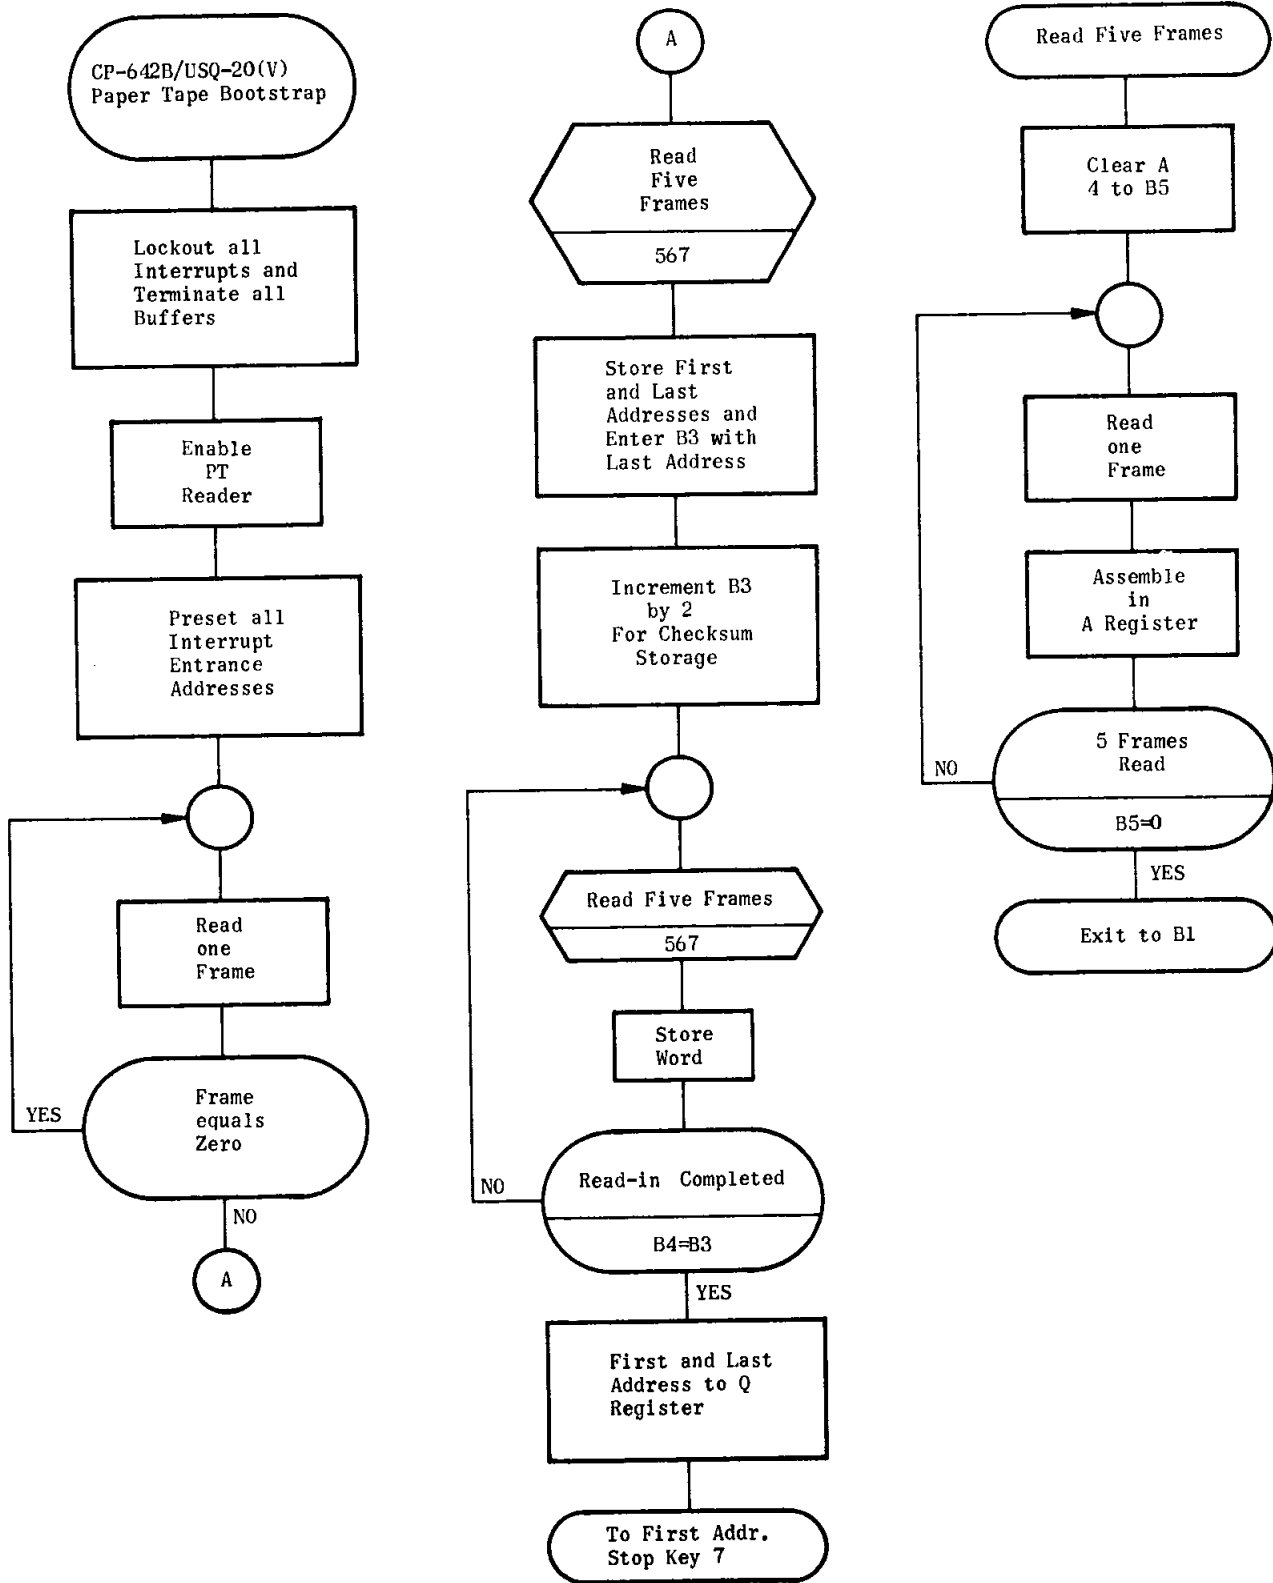 CP-642B/USQ-20(V)
Paper Tape Bootstrap
Lockout all
Interrupts and
Terminate all
Buffers
Enable
PT
Reader
Preset all
Interrupt
Entrance
Addresses
Read
one
Frame
Frame
equals
Zero
YES
NO
A
A
Read
Five
Frames
567
Store First
and Last
Addresses and
Enter B3 with
Last Address
Increment B3
by 2
For Checksum
Storage
Read Five Frames
567
Store
Word
Read-in Completed
B4=B3
NO
YES
First and Last
Address to Q
Register
To First Addr.
Stop Key 7
Read Five Frames
Clear A
4 to B5
Read
one
Frame
Assemble
in
A Register
5 Frames
Read
B5=0
NO
YES
Exit to B1